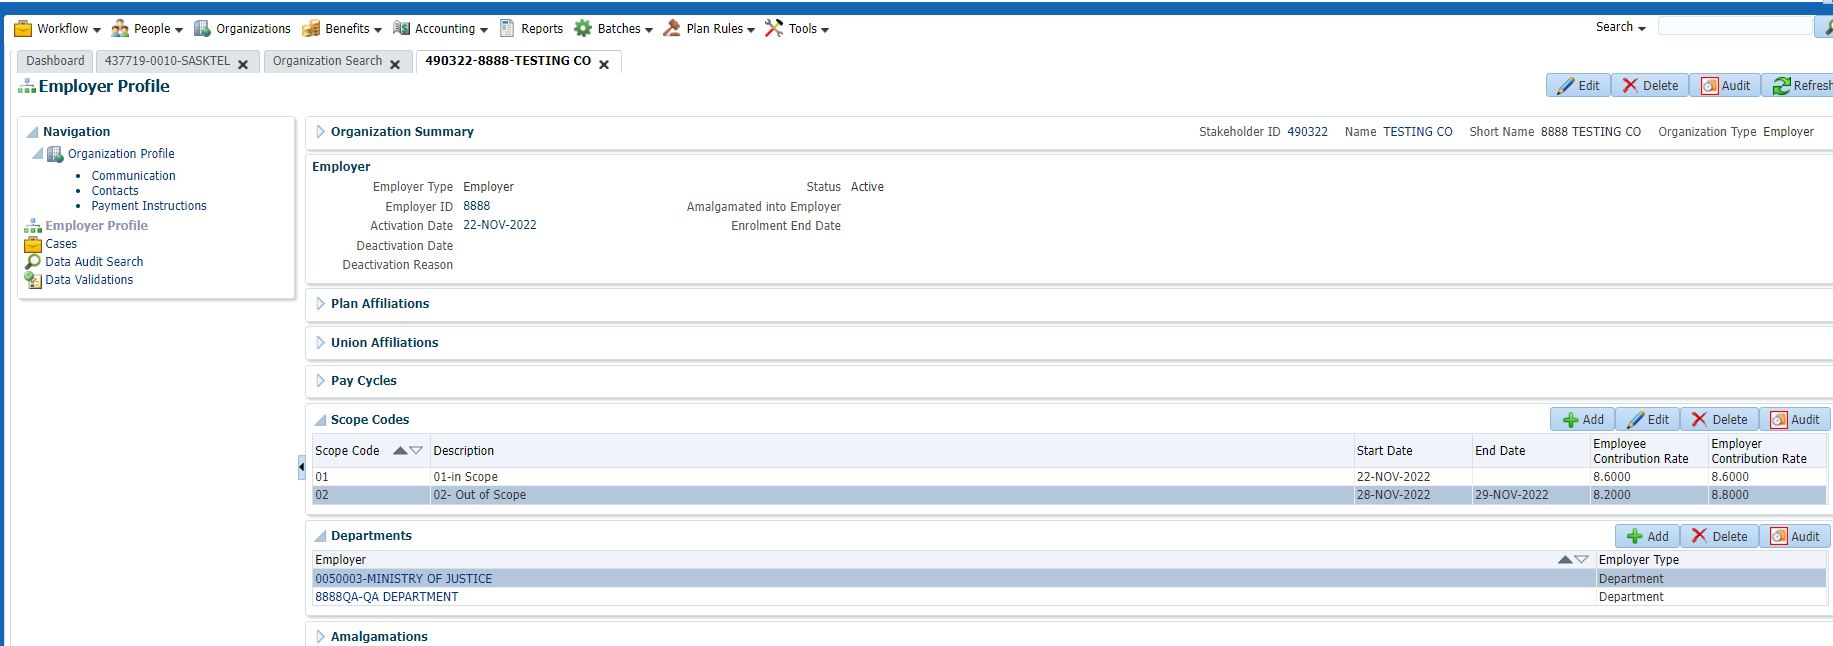 Workflow People Organizations Benefits Accounting Reports Batches Plan Rules Tools Search
Dashboard 437719-0010-SASKTEL Organization Search 490322-8888-TESTING CO
Employer Profile Edit Delete Audit Refresh
Navigation
Organization Profile
Communication
Contacts
Payment Instructions
Employer Profile
Cases
Data Audit Search
Data Validations
Organization Summary Stakeholder ID 490322 Name TESTING CO Short Name 8888 TESTING CO Organization Type Employer
Employer
Employer Type Employer Status Active
Employer ID 8888 Amalgamated into Employer
Activation Date 22-NOV-2022 Enrolment End Date
Deactivation Date
Deactivation Reason
Plan Affiliations
Union Affiliations
Pay Cycles
Scope Codes Add Edit Delete Audit
Scope Code Description Start Date End Date Employee Contribution Rate Employer Contribution Rate
01 01-in Scope 22-NOV-2022 8.6000 8.6000
02 02- Out of Scope 28-NOV-2022 29-NOV-2022 8.2000 8.8000
Departments Add Delete Audit
Employer Employer Type
0050003-MINISTRY OF JUSTICE Department
8888QA-QA DEPARTMENT Department
Amalgamations